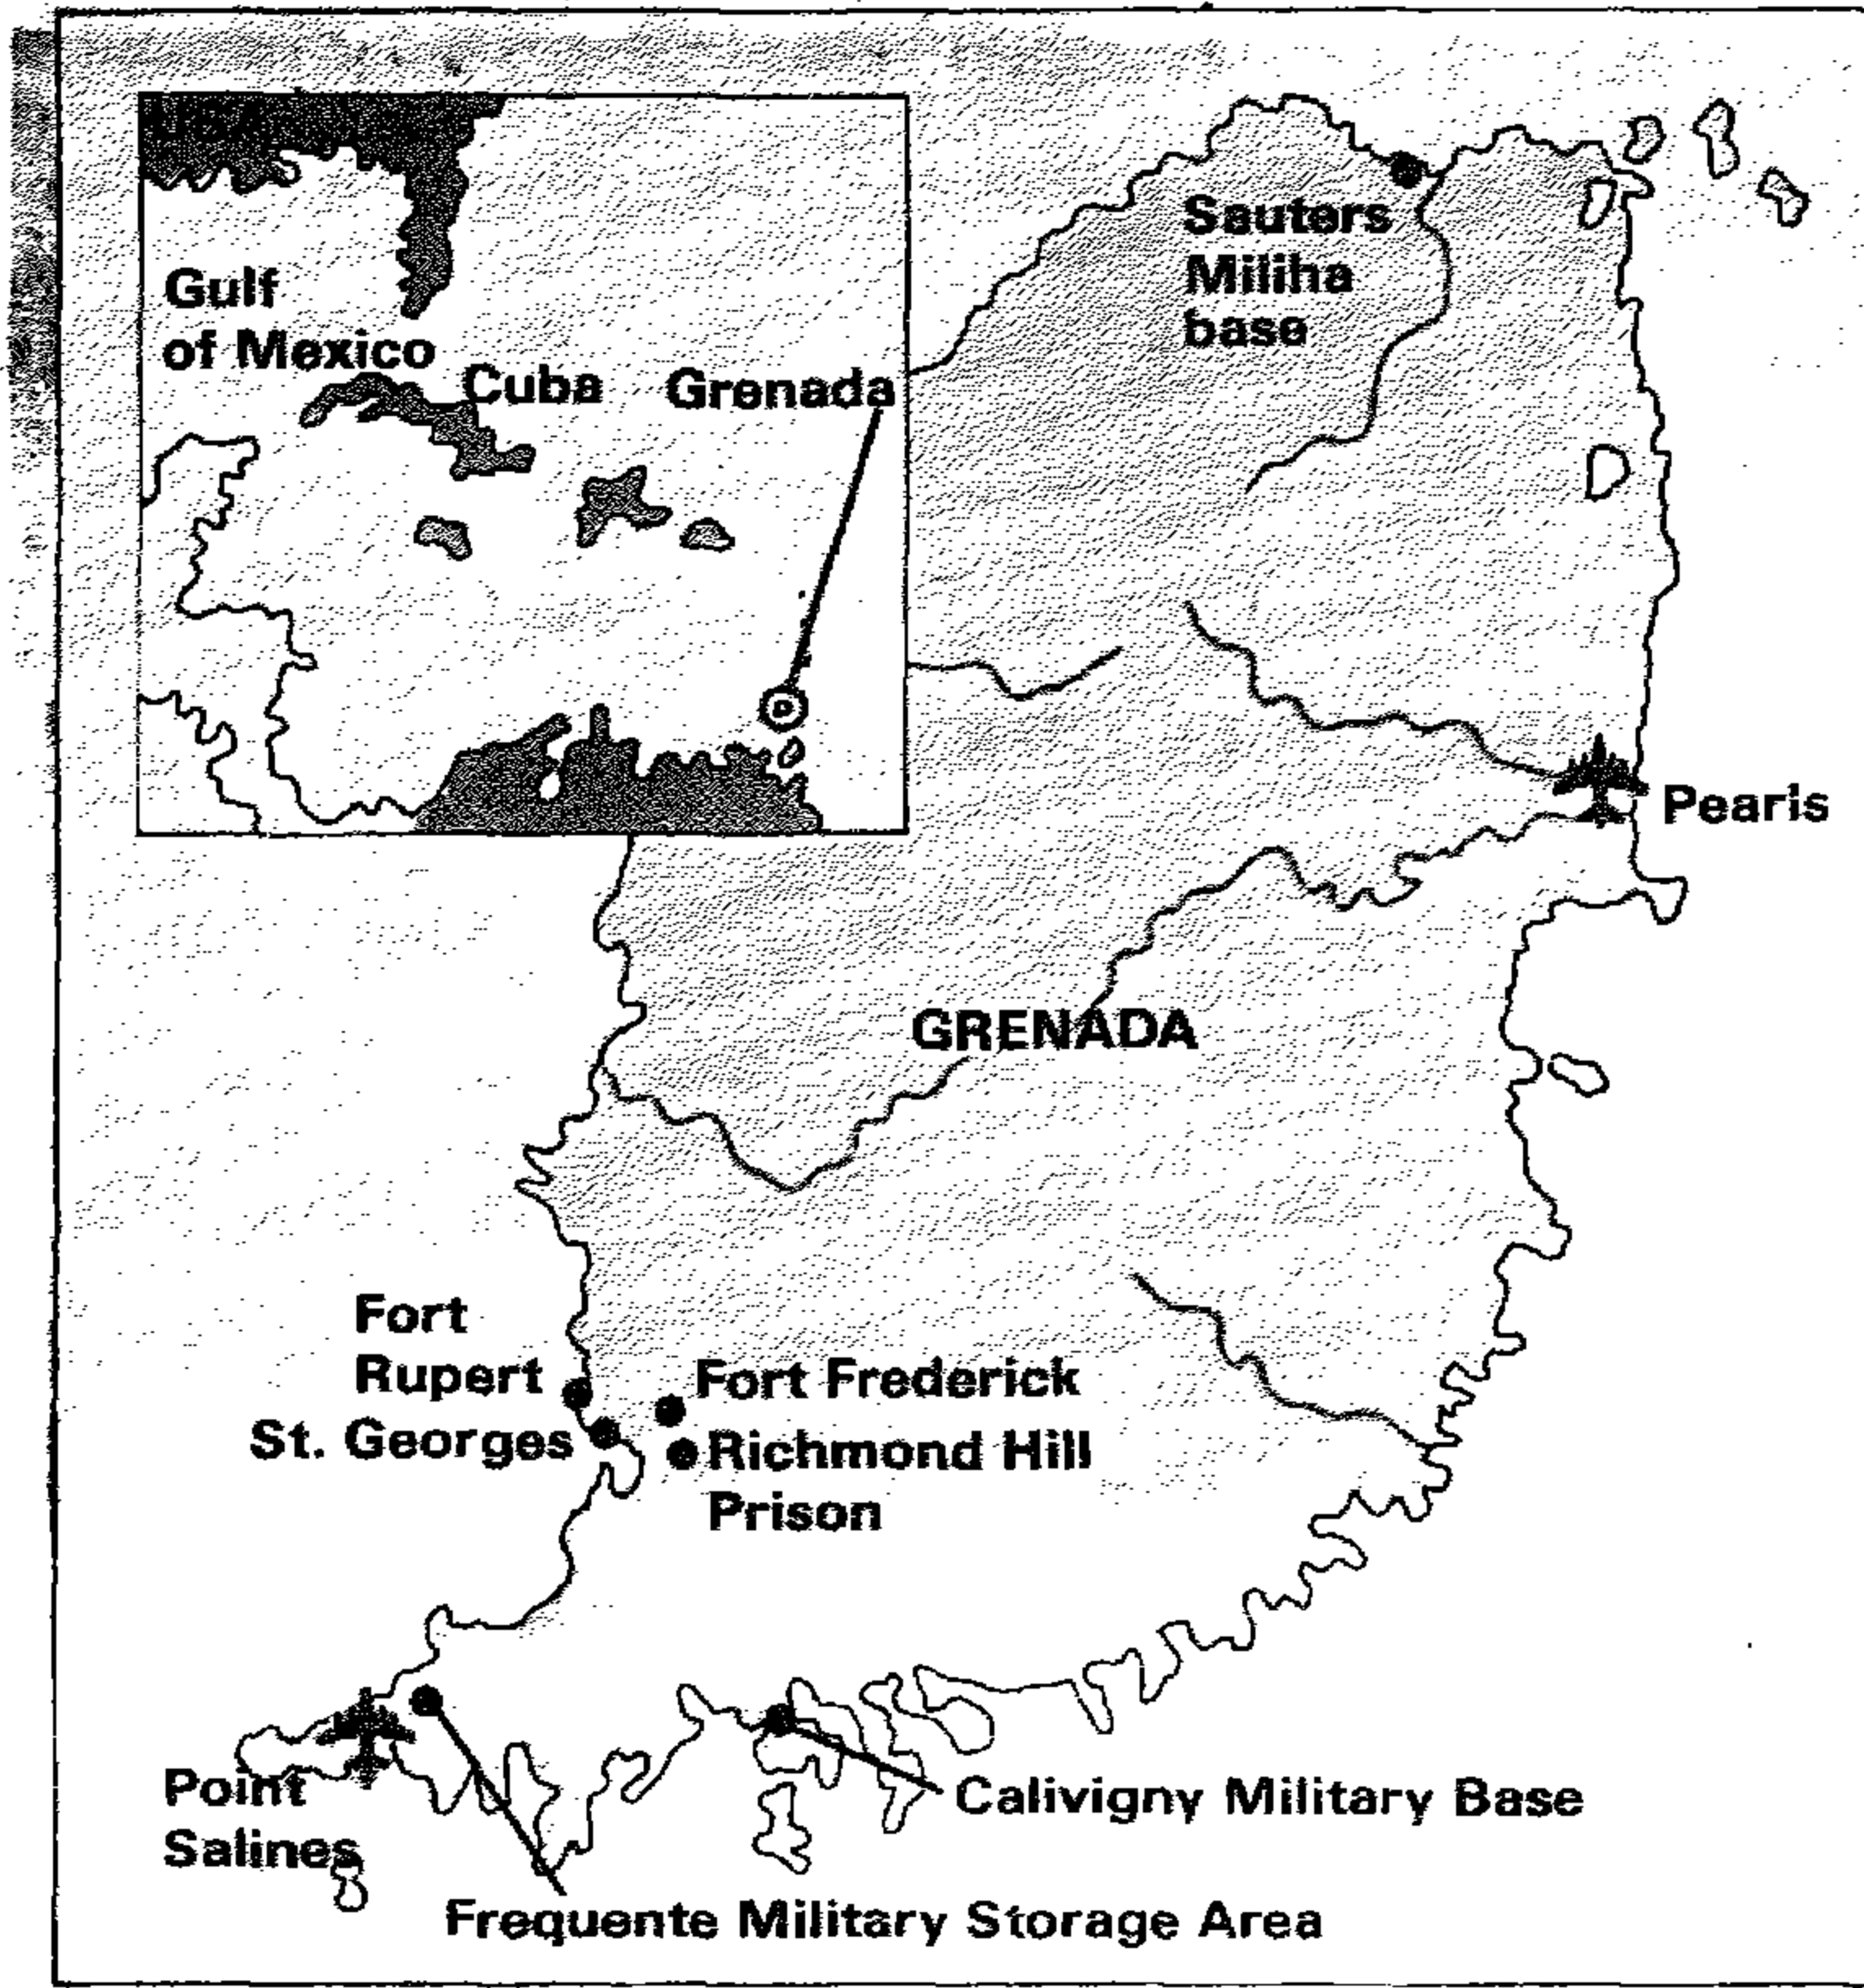 USA
Gulf
of Mexico
Cuba
Grenada
Sauters
Miliha
base
Pearis
GRENADA
Fort
Rupert
St. Georges
Fort Frederick
Richmond Hill
Prison
Point
Salines
Calivigny Military Base
Frequente Military Storage Area